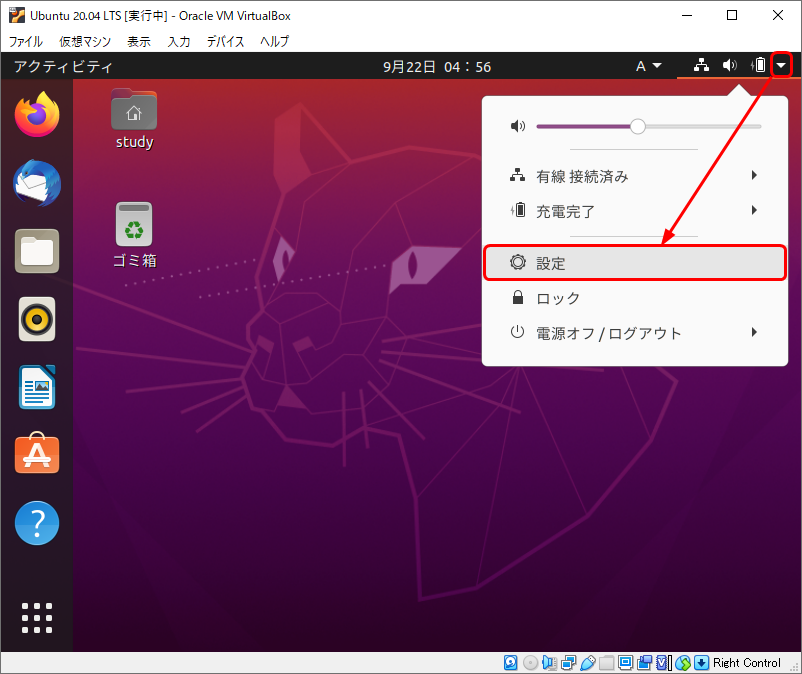 Ubuntu 20.04 LTS [実行中] - Oracle VM VirtualBox
ファイル 仮想マシン 表示 入力 デバイス ヘルプ
アクティビティ 9月22日 04：56 A
study
ゴミ箱
有線 接続済み
充電完了
設定
ロック
電源オフ / ログアウト
?
Right Control